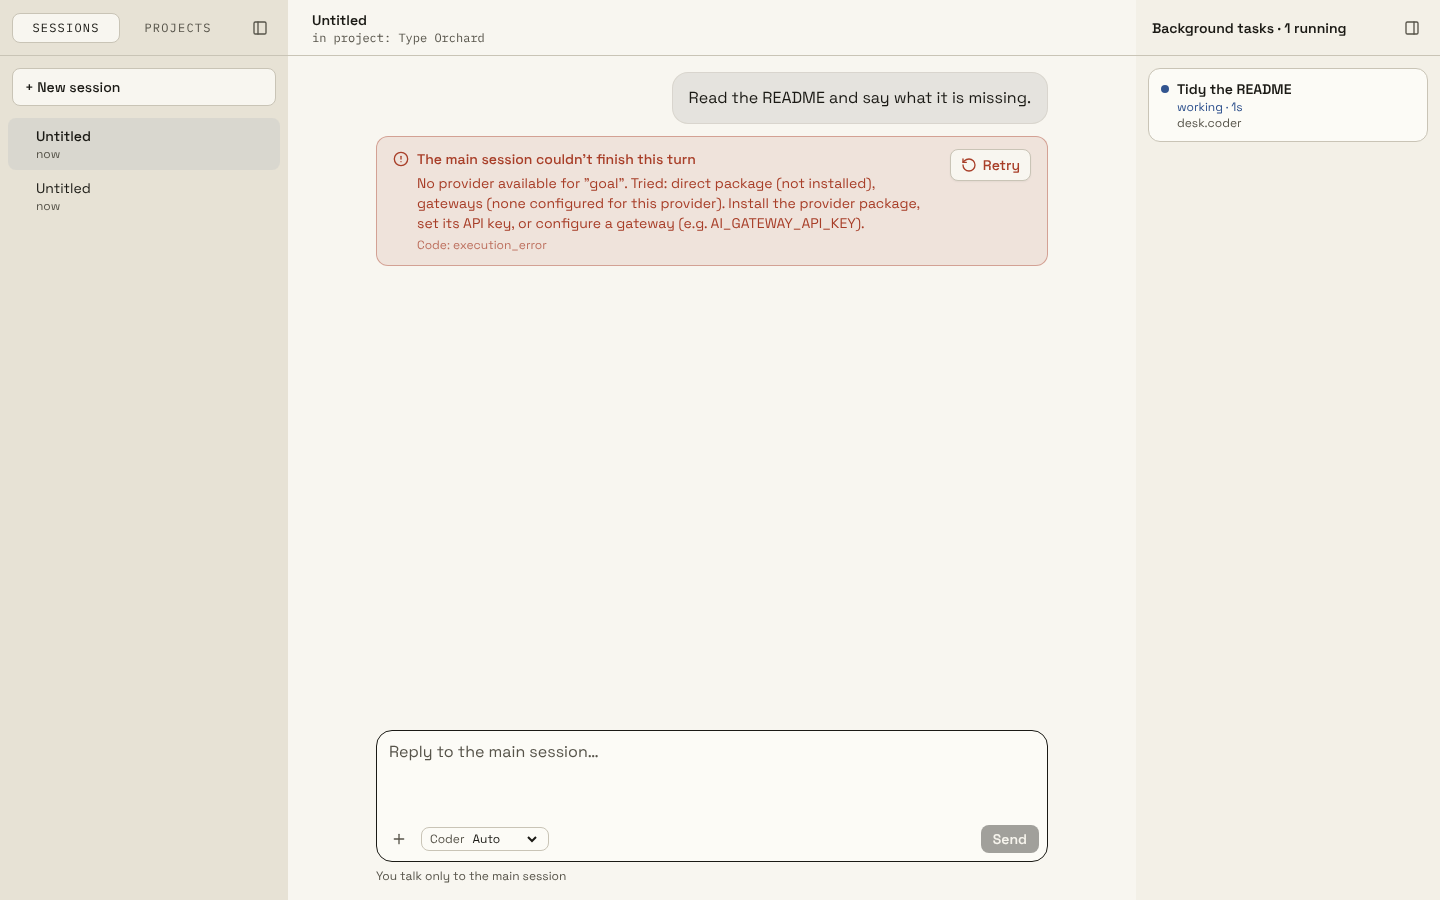 SESSIONS
PROJECTS
+ New session
Untitled
now
Untitled
now
Untitled
in project: Type Orchard
Read the README and say what it is missing.
The main session couldn't finish this turn
Retry
No provider available for "goal". Tried: direct package (not installed),
gateways (none configured for this provider). Install the provider package,
set its API key, or configure a gateway (e.g. AI_GATEWAY_API_KEY).
Code: execution_error
Reply to the main session…
Coder Auto
Send
You talk only to the main session
Background tasks · 1 running
Tidy the README
working · 1s
desk.coder